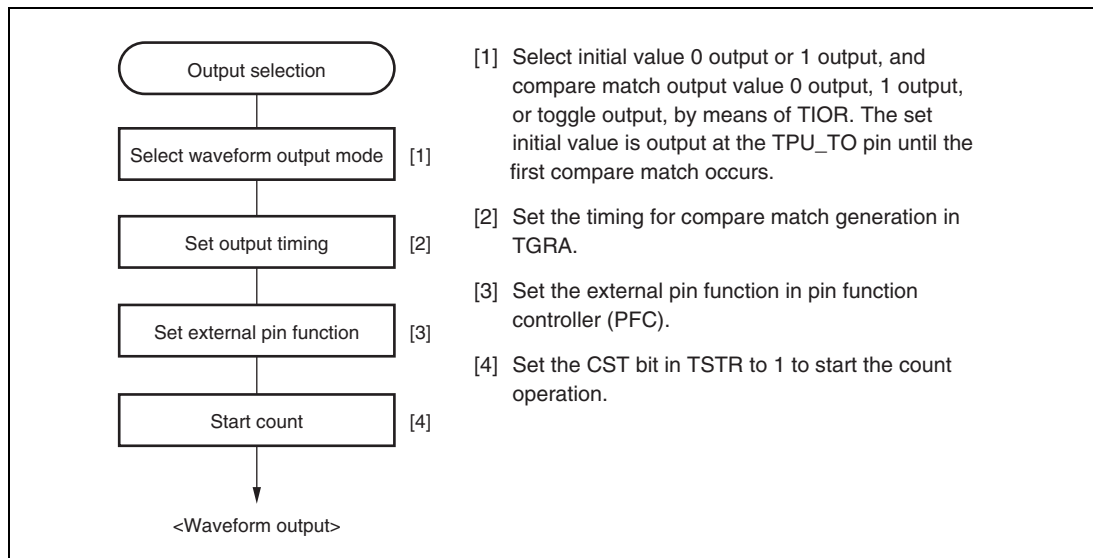 Output selection
Select waveform output mode [1]
Set output timing [2]
Set external pin function [3]
Start count [4]
<Waveform output>
[1] Select initial value 0 output or 1 output, and
compare match output value 0 output, 1 output,
or toggle output, by means of TIOR. The set
initial value is output at the TPU_TO pin until the
first compare match occurs.
[2] Set the timing for compare match generation in
TGRA.
[3] Set the external pin function in pin function
controller (PFC).
[4] Set the CST bit in TSTR to 1 to start the count
operation.